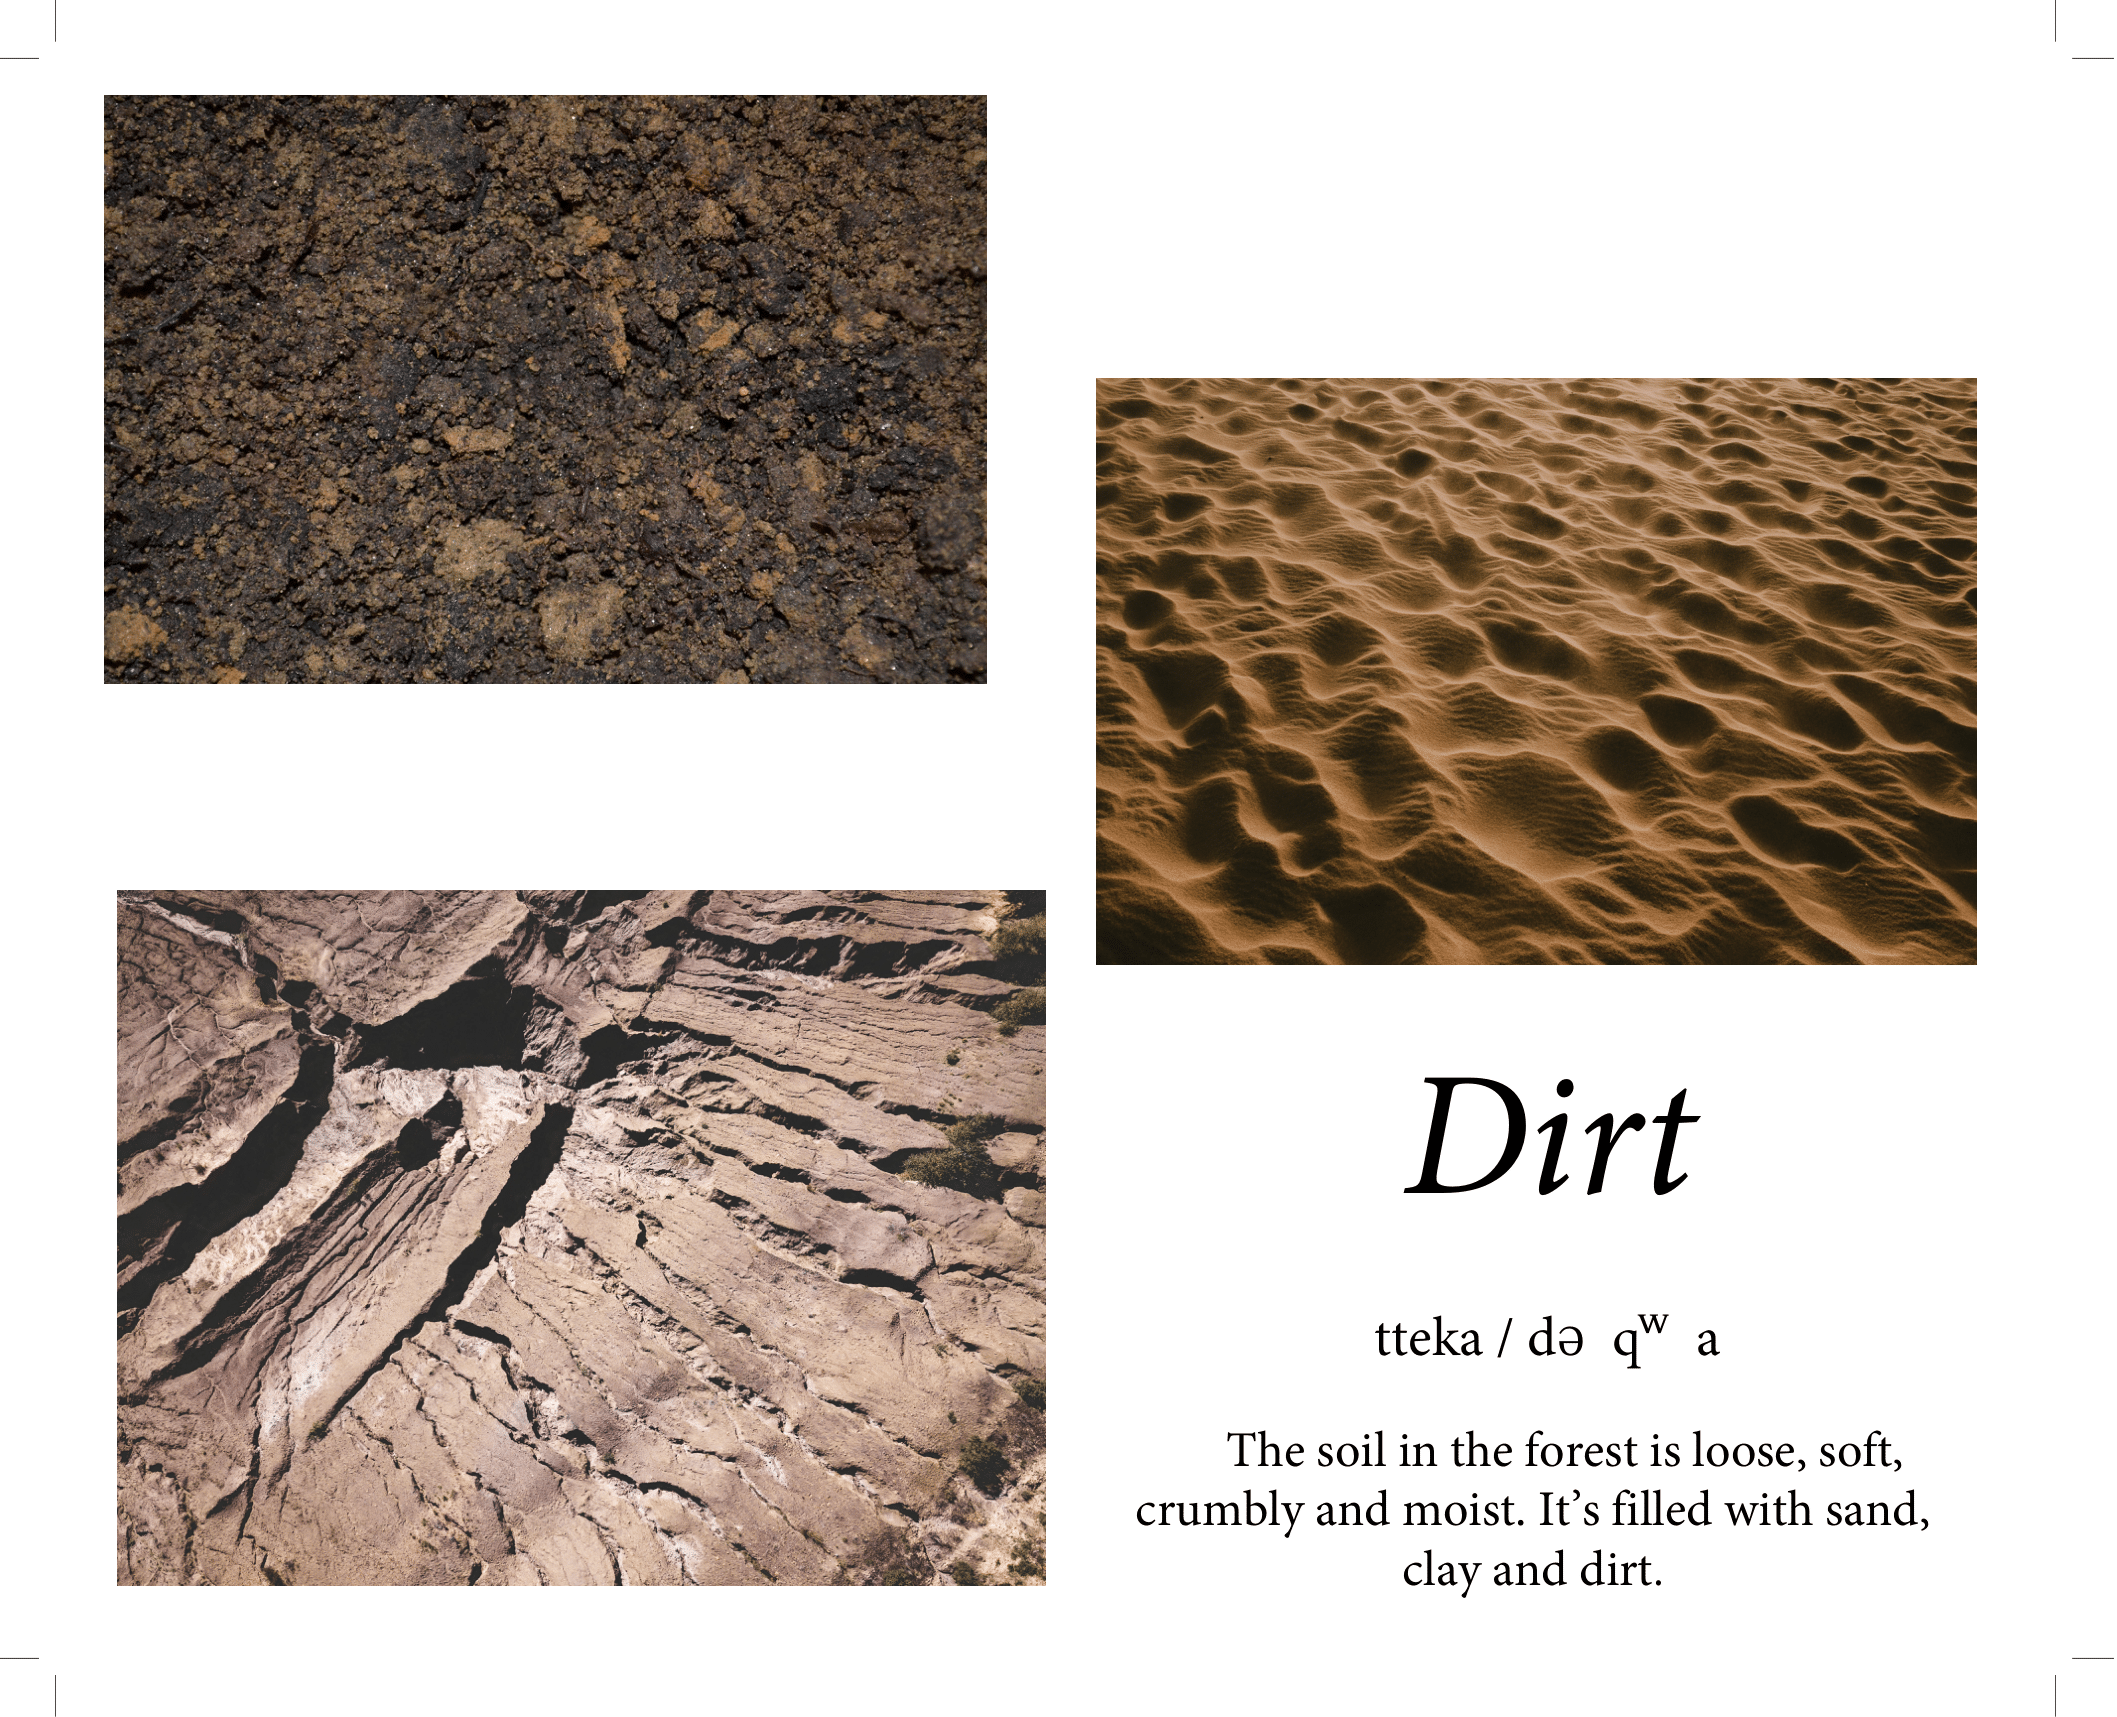 Dirt
tteka / də qʷ a
The soil in the forest is loose, soft,
crumbly and moist. It’s filled with sand,
clay and dirt.